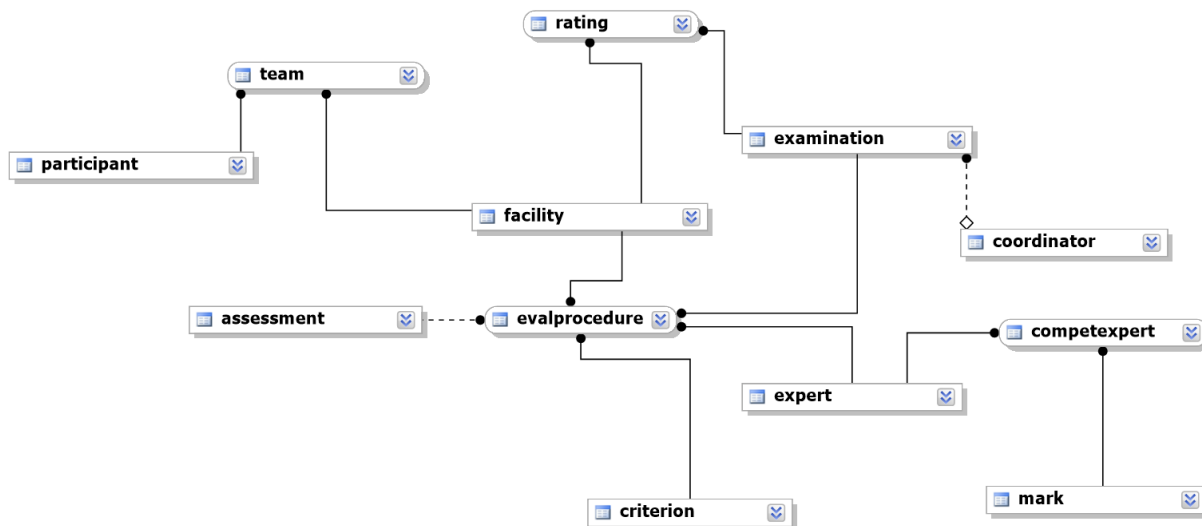 rating
team
examination
participant
facility
coordinator
assessment
evalprocedure
competexpert
expert
criterion
mark